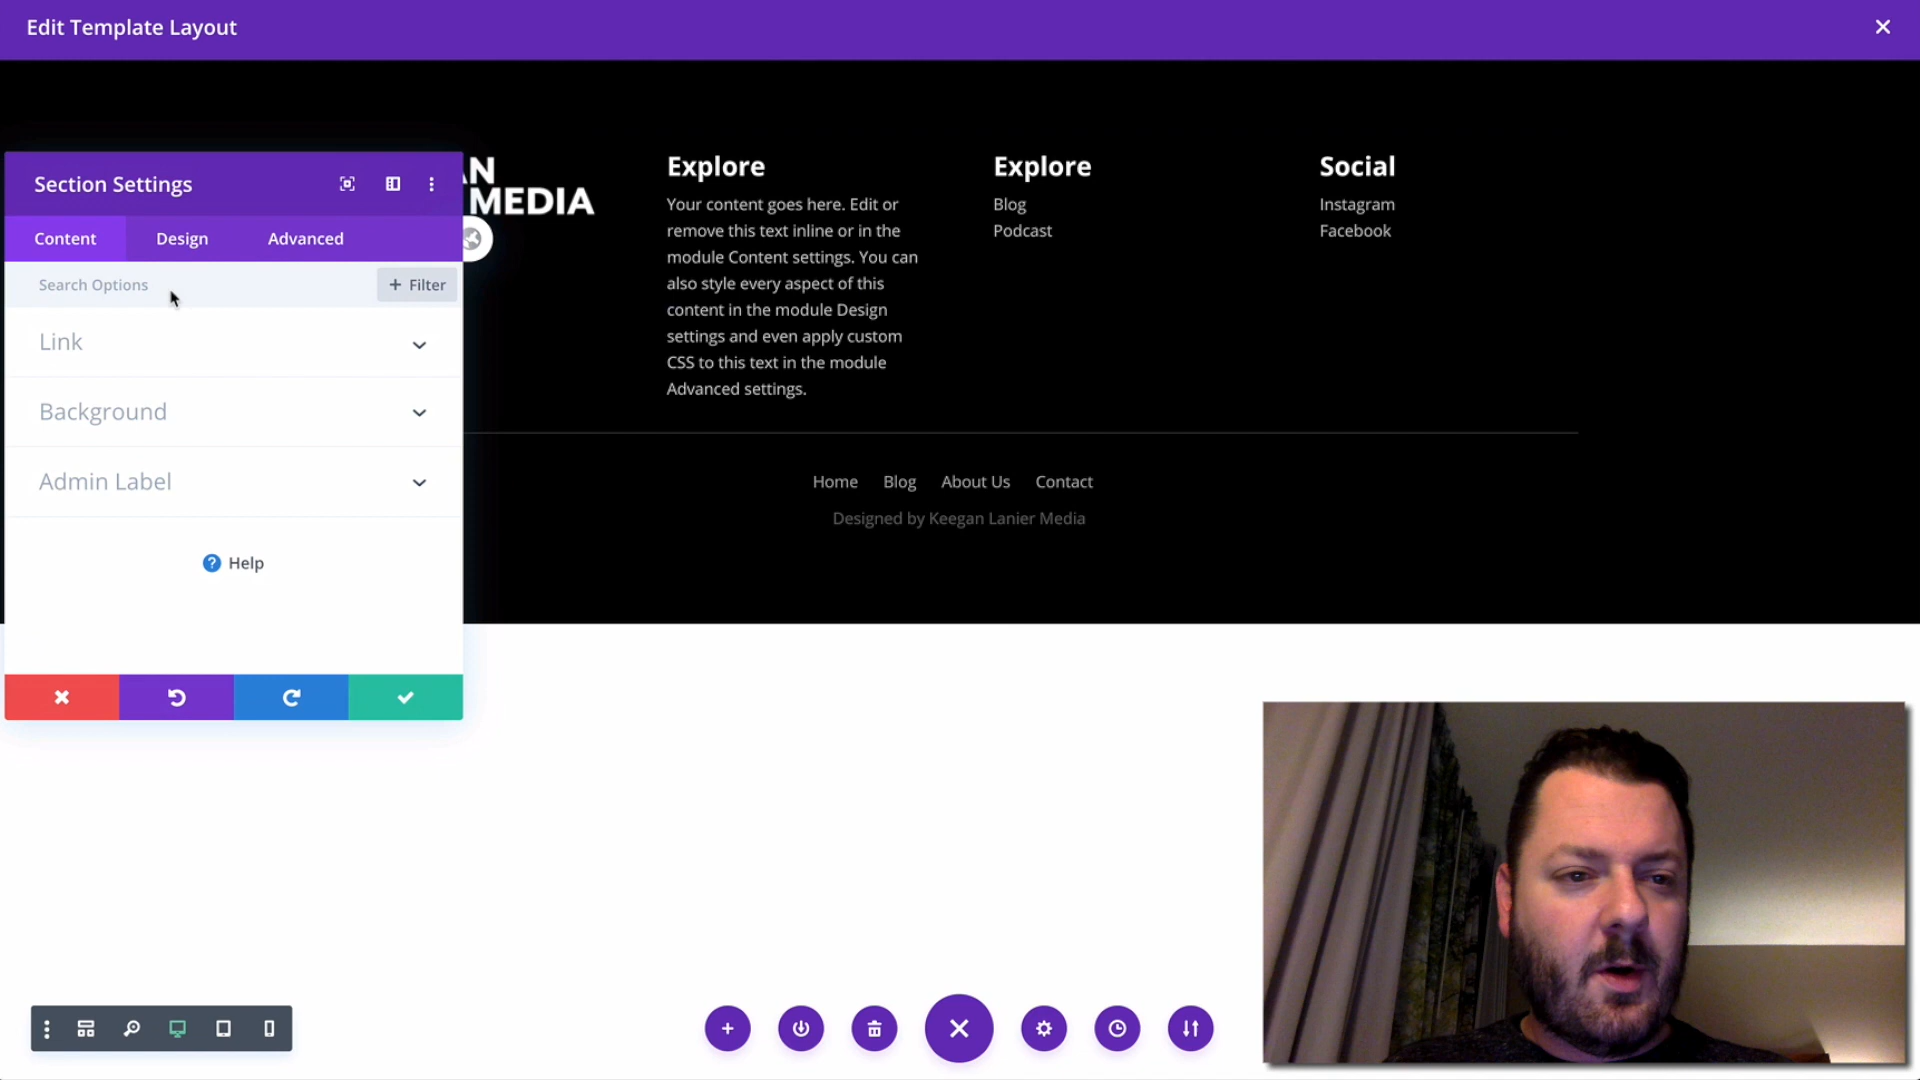 Edit Template Layout
Section Settings
Content
Design
Advanced
Search Options
+ Filter
Link
Background
Admin Label
? Help
MEDIA
Explore
Your content goes here. Edit or
remove this text inline or in the
module Content settings. You can
also style every aspect of this
content in the module Design
settings and even apply custom
CSS to this text in the module
Advanced settings.
Explore
Blog
Podcast
Social
Instagram
Facebook
Home
Blog
About Us
Contact
Designed by Keegan Lanier Media